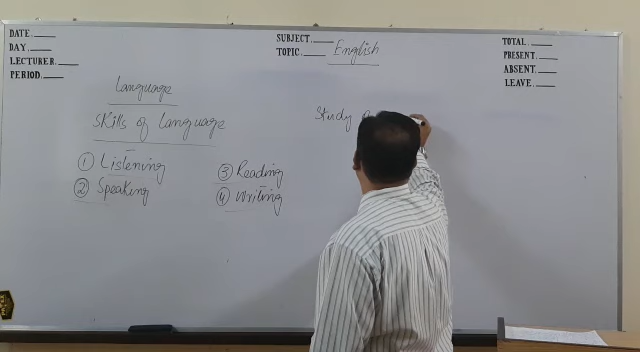 DATE.
DAY.
LECTURER.
PERIOD.
SUBJECT.
TOPIC. English
TOTAL.
PRESENT.
ABSENT.
LEAVE.
Language
Skills of Language
① Listening
② Speaking
③ Reading
④ Writing
Study